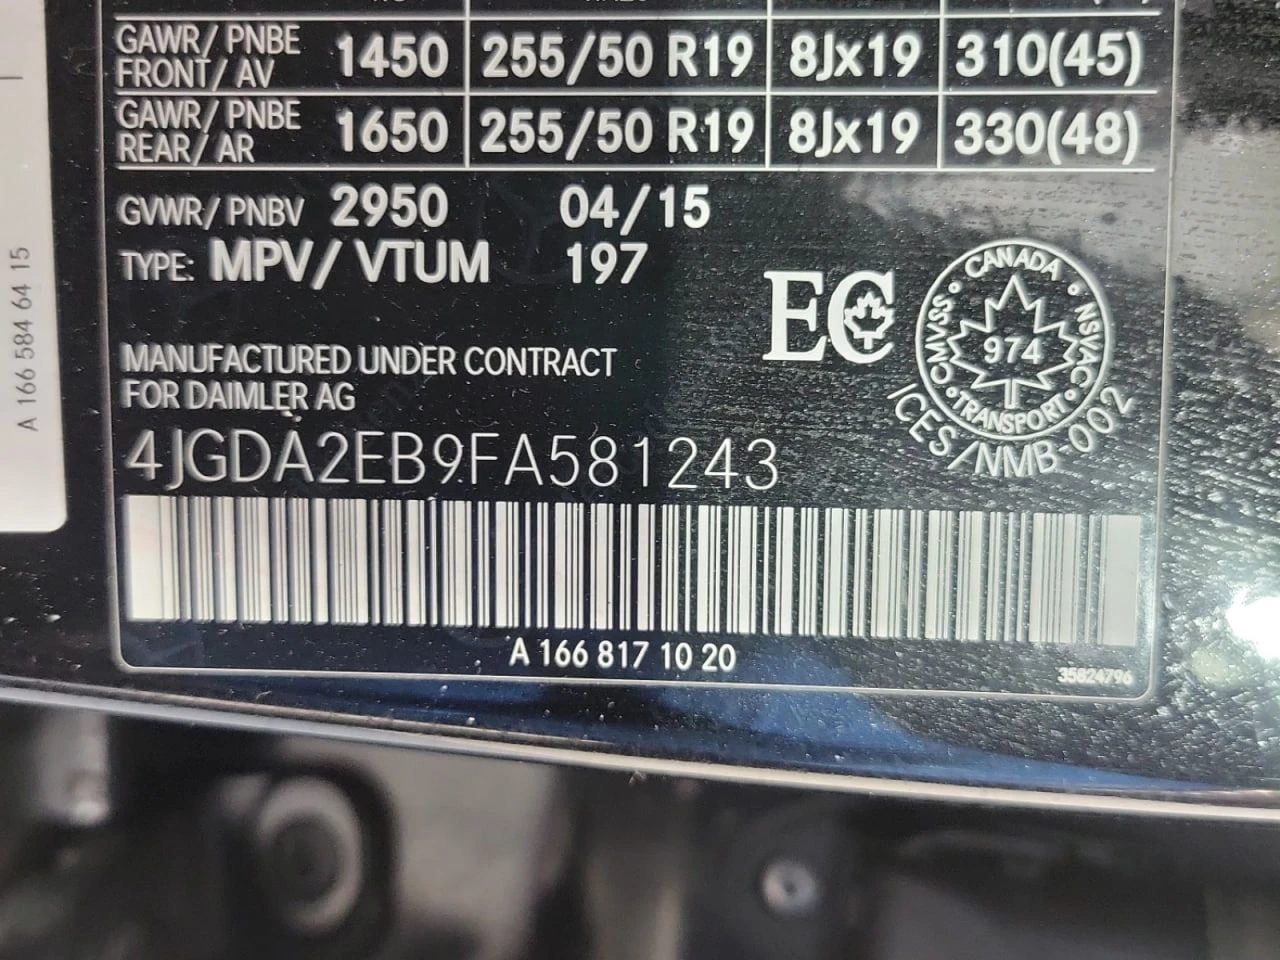 GAWR/ PNBE FRONT/ AV 1450 255/50 R19 8Jx19 310(45)
GAWR/ PNBE REAR/ AR 1650 255/50 R19 8Jx19 330(48)
GVWR/ PNBV 2950 04/15
TYPE: MPV/ VTUM 197
EC
CANADA
CMVSS • NSVAC
974
TRANSPORT
ICES/NMB-002
MANUFACTURED UNDER CONTRACT
FOR DAIMLER AG
4JGDA2EB9FA581243
A 166 817 10 20
35824796
A 166 584 64 15